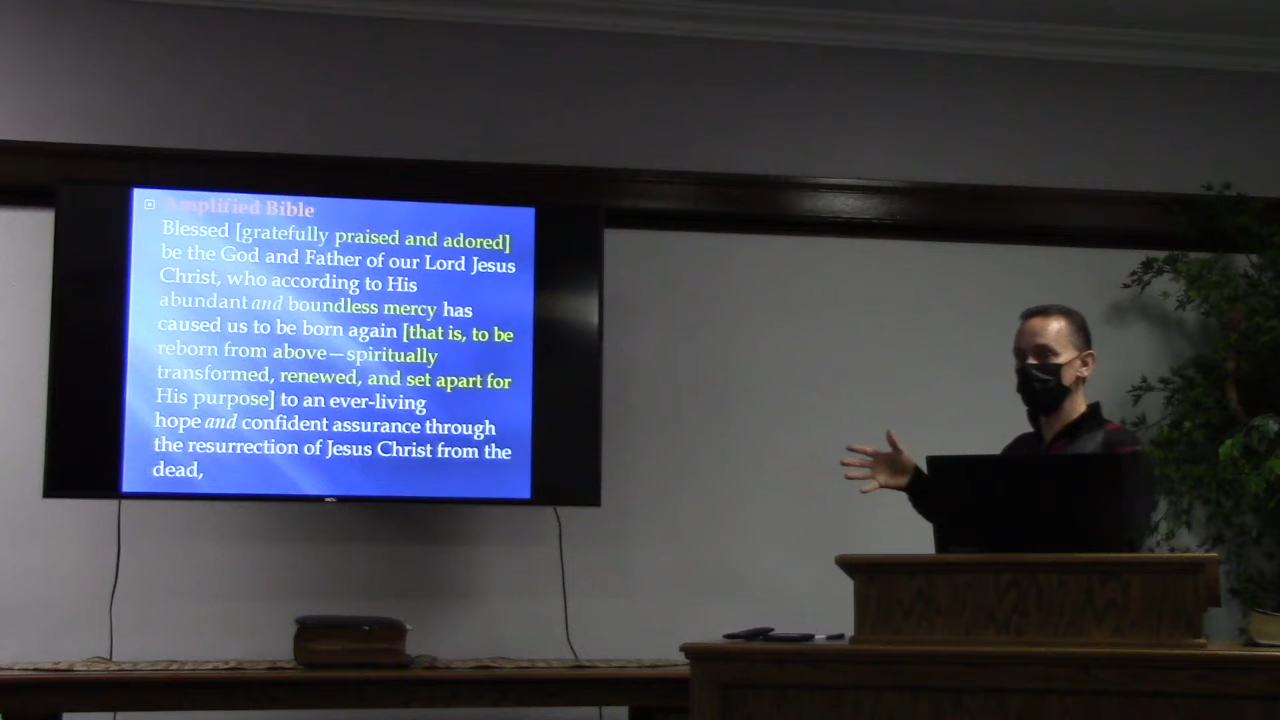 Amplified Bible
Blessed [gratefully praised and adored]
be the God and Father of our Lord Jesus
Christ, who according to His
abundant and boundless mercy has
caused us to be born again [that is, to be
reborn from above—spiritually
transformed, renewed, and set apart for
His purpose] to an ever-living
hope and confident assurance through
the resurrection of Jesus Christ from the
dead,